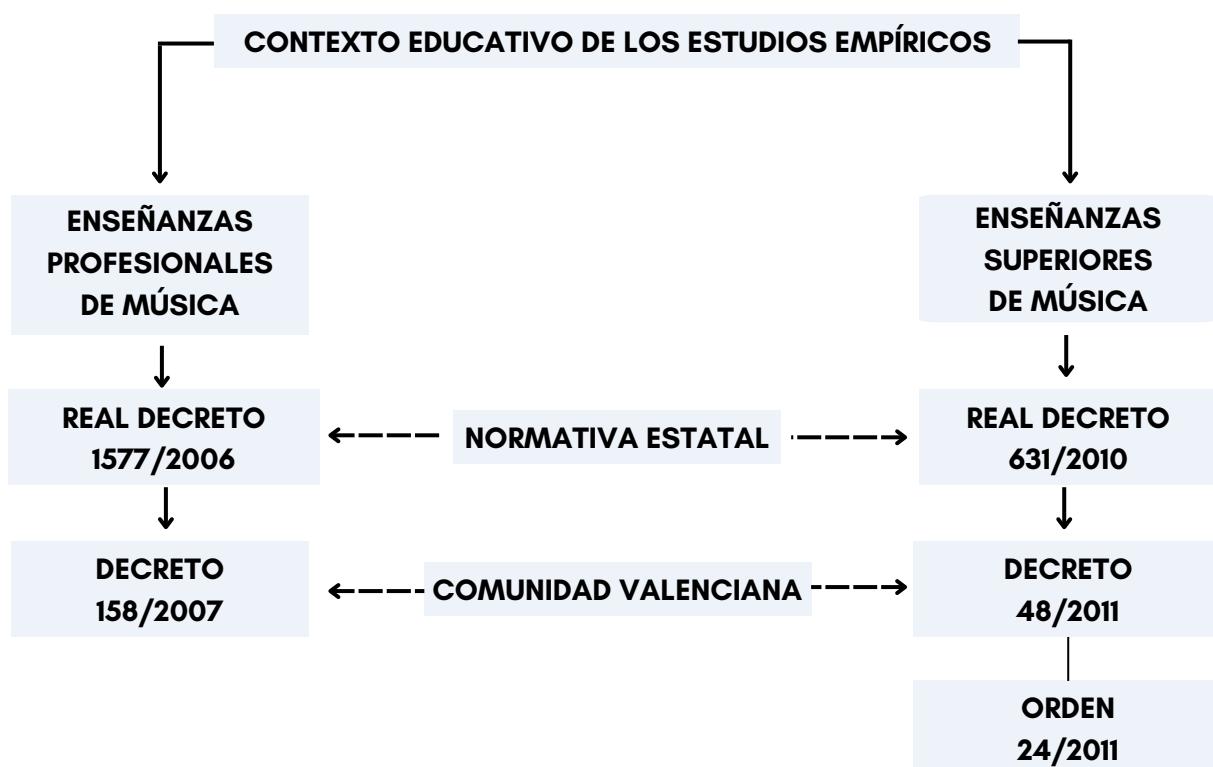 CONTEXTO EDUCATIVO DE LOS ESTUDIOS EMPÍRICOS
ENSEÑANZAS
PROFESIONALES
DE MÚSICA
ENSEÑANZAS
SUPERIORES
DE MÚSICA
REAL DECRETO
1577/2006
NORMATIVA ESTATAL
REAL DECRETO
631/2010
DECRETO
158/2007
COMUNIDAD VALENCIANA
DECRETO
48/2011
ORDEN
24/2011